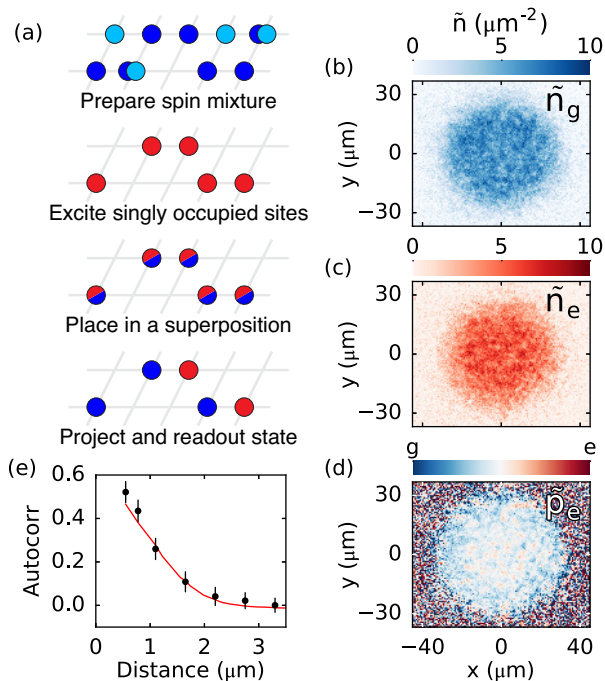 (a)
Prepare spin mixture
Excite singly occupied sites
Place in a superposition
Project and readout state
ñ (μm⁻²)
0 5 10
(b)
30
0
−30
y (μm)
ñg
0 5 10
(c)
30
0
−30
y (μm)
ñe
g e
(d)
30
0
−30
y (μm)
p̃e
−40 0 40
x (μm)
(e)
0.6
0.4
0.2
0.0
Autocorr
0 1 2 3
Distance (μm)